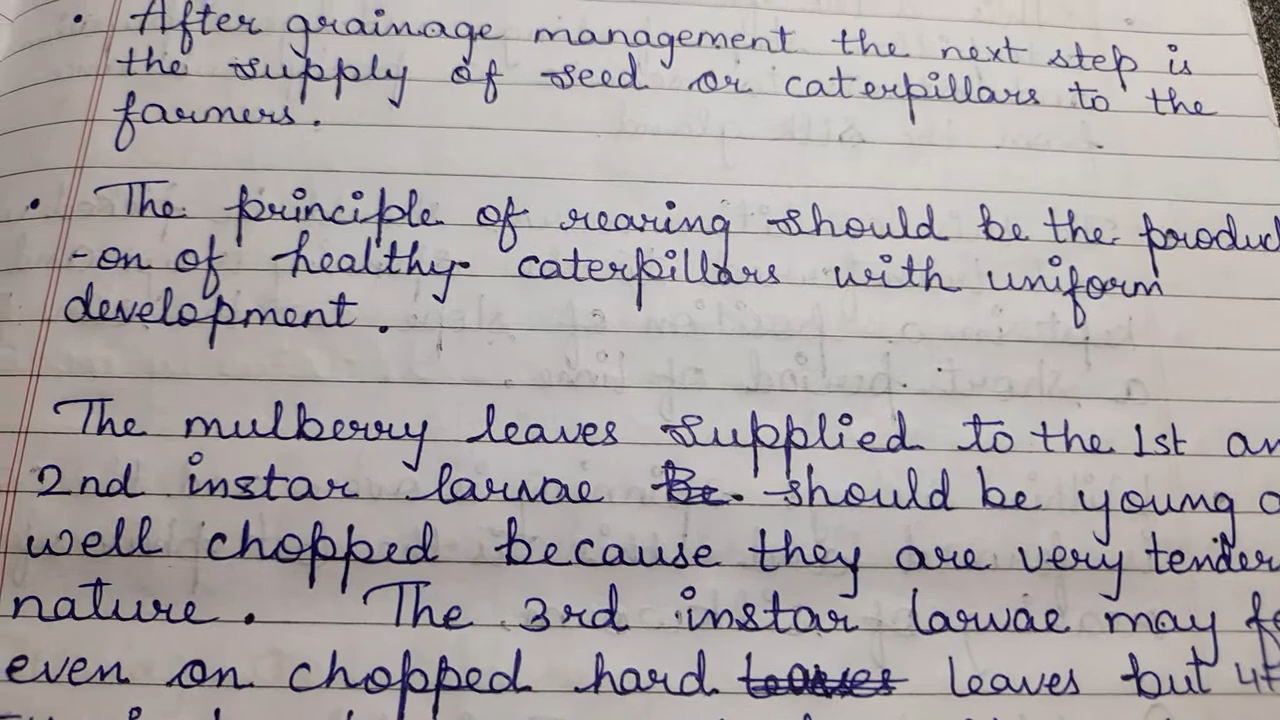 • After grainage management the next step is
the supply of seed or caterpillars to the
farmers.
• The principle of rearing should be the produc
-on of healthy caterpillars with uniform
development.
The mulberry leaves supplied to the 1st
2nd instar larvae Be. should be young
well chopped because they are very tender
nature. The 3rd instar larvae may
even on chopped hard leaves leaves but